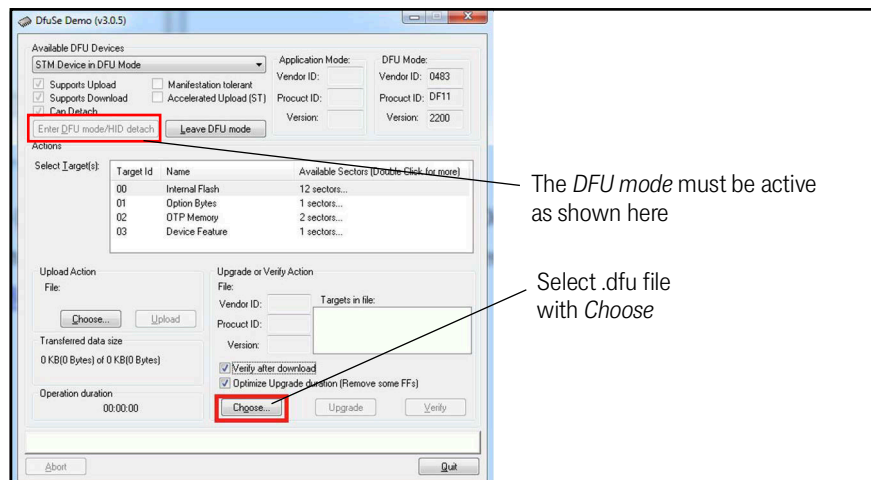 DfuSe Demo (v3.0.5)
Available DFU Devices
STM Device in DFU Mode
Supports Upload
Manifestation tolerant
Supports Download
Accelerated Upload (ST)
Can Detach
Enter DFU mode/HID detach
Leave DFU mode
Application Mode:
Vendor ID:
Procuct ID:
Version:
DFU Mode:
Vendor ID: 0483
Procuct ID: DF11
Version: 2200
Actions
Select Target(s):
Target Id Name Available Sectors (Double Click for more)
00 Internal Flash 12 sectors...
01 Option Bytes 1 sectors...
02 OTP Memory 2 sectors...
03 Device Feature 1 sectors...
The DFU mode must be active
as shown here
Upload Action
File:
Choose...
Upload
Transferred data size
0 KB(0 Bytes) of 0 KB(0 Bytes)
Operation duration
00:00:00
Upgrade or Verify Action
File:
Vendor ID:
Procuct ID:
Version:
Targets in file:
Verify after download
Optimize Upgrade duration (Remove some FFs)
Choose...
Upgrade
Verify
Select .dfu file
with Choose
Abort
Quit